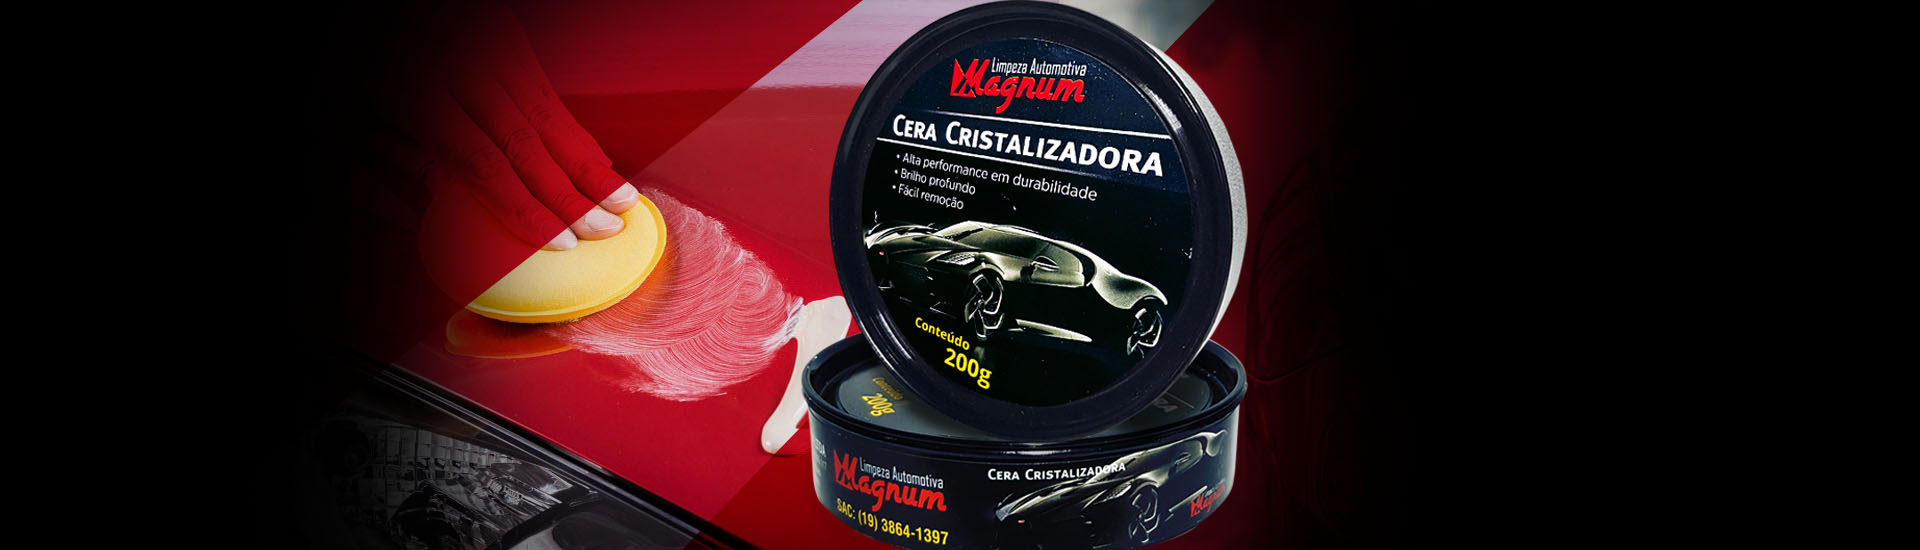 Limpeza Automotiva
Magnum
CERA CRISTALIZADORA
• Alta performance em durabilidade
• Brilho profundo
• Fácil remoção
Conteúdo
200g
Conteúdo
200g
Limpeza Automotiva
Magnum
SAC: (19) 3864-1397
CERA CRISTALIZADORA
Magnum